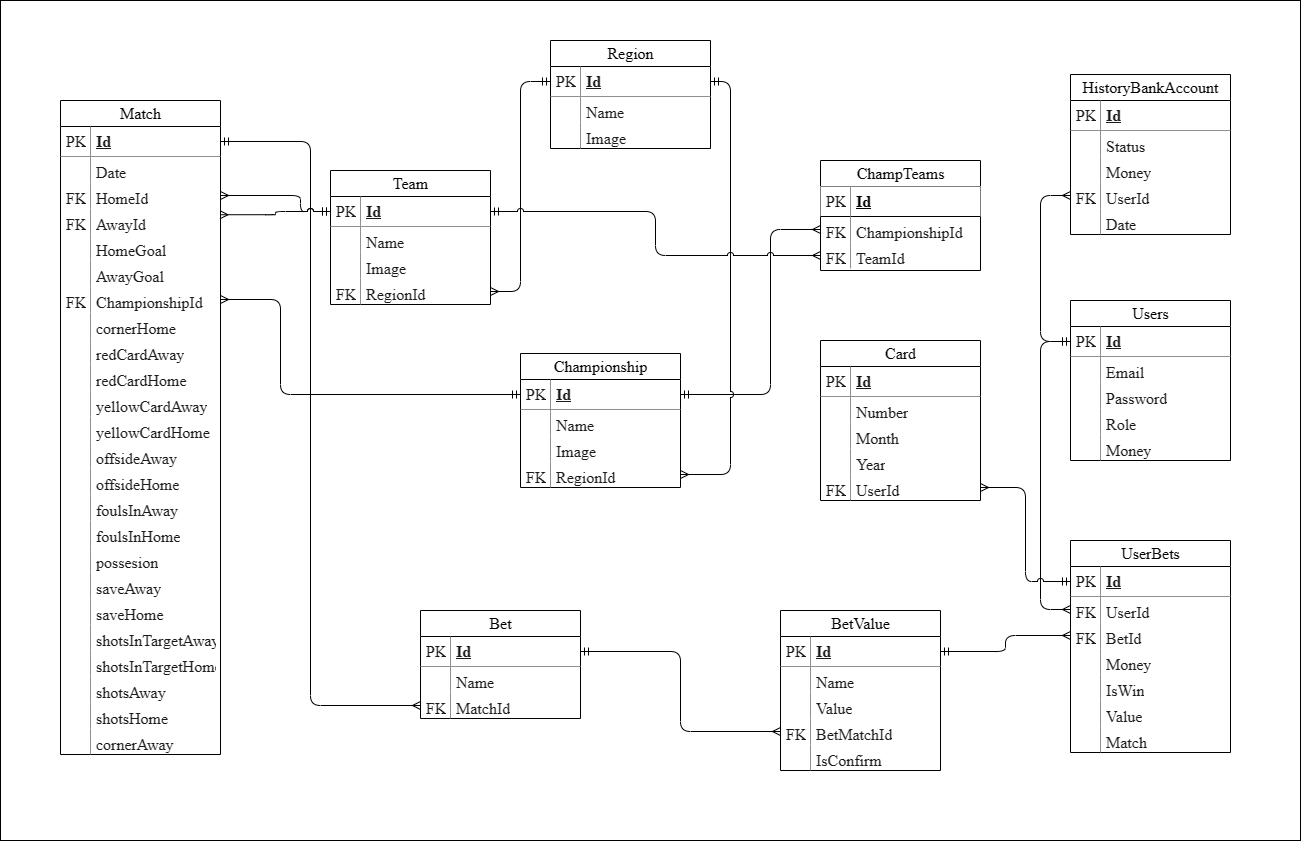 Match
PK Id
Date
FK HomeId
FK AwayId
HomeGoal
AwayGoal
FK ChampionshipId
cornerHome
redCardAway
redCardHome
yellowCardAway
yellowCardHome
offsideAway
offsideHome
foulsInAway
foulsInHome
possesion
saveAway
saveHome
shotsInTargetAway
shotsInTargetHom
shotsAway
shotsHome
cornerAway
Team
PK Id
Name
Image
FK RegionId
Region
PK Id
Name
Image
Championship
PK Id
Name
Image
FK RegionId
ChampTeams
PK Id
FK ChampionshipId
FK TeamId
Card
PK Id
Number
Month
Year
FK UserId
HistoryBankAccount
PK Id
Status
Money
FK UserId
Date
Users
PK Id
Email
Password
Role
Money
Bet
PK Id
Name
FK MatchId
BetValue
PK Id
Name
Value
FK BetMatchId
IsConfirm
UserBets
PK Id
FK UserId
FK BetId
Money
IsWin
Value
Match